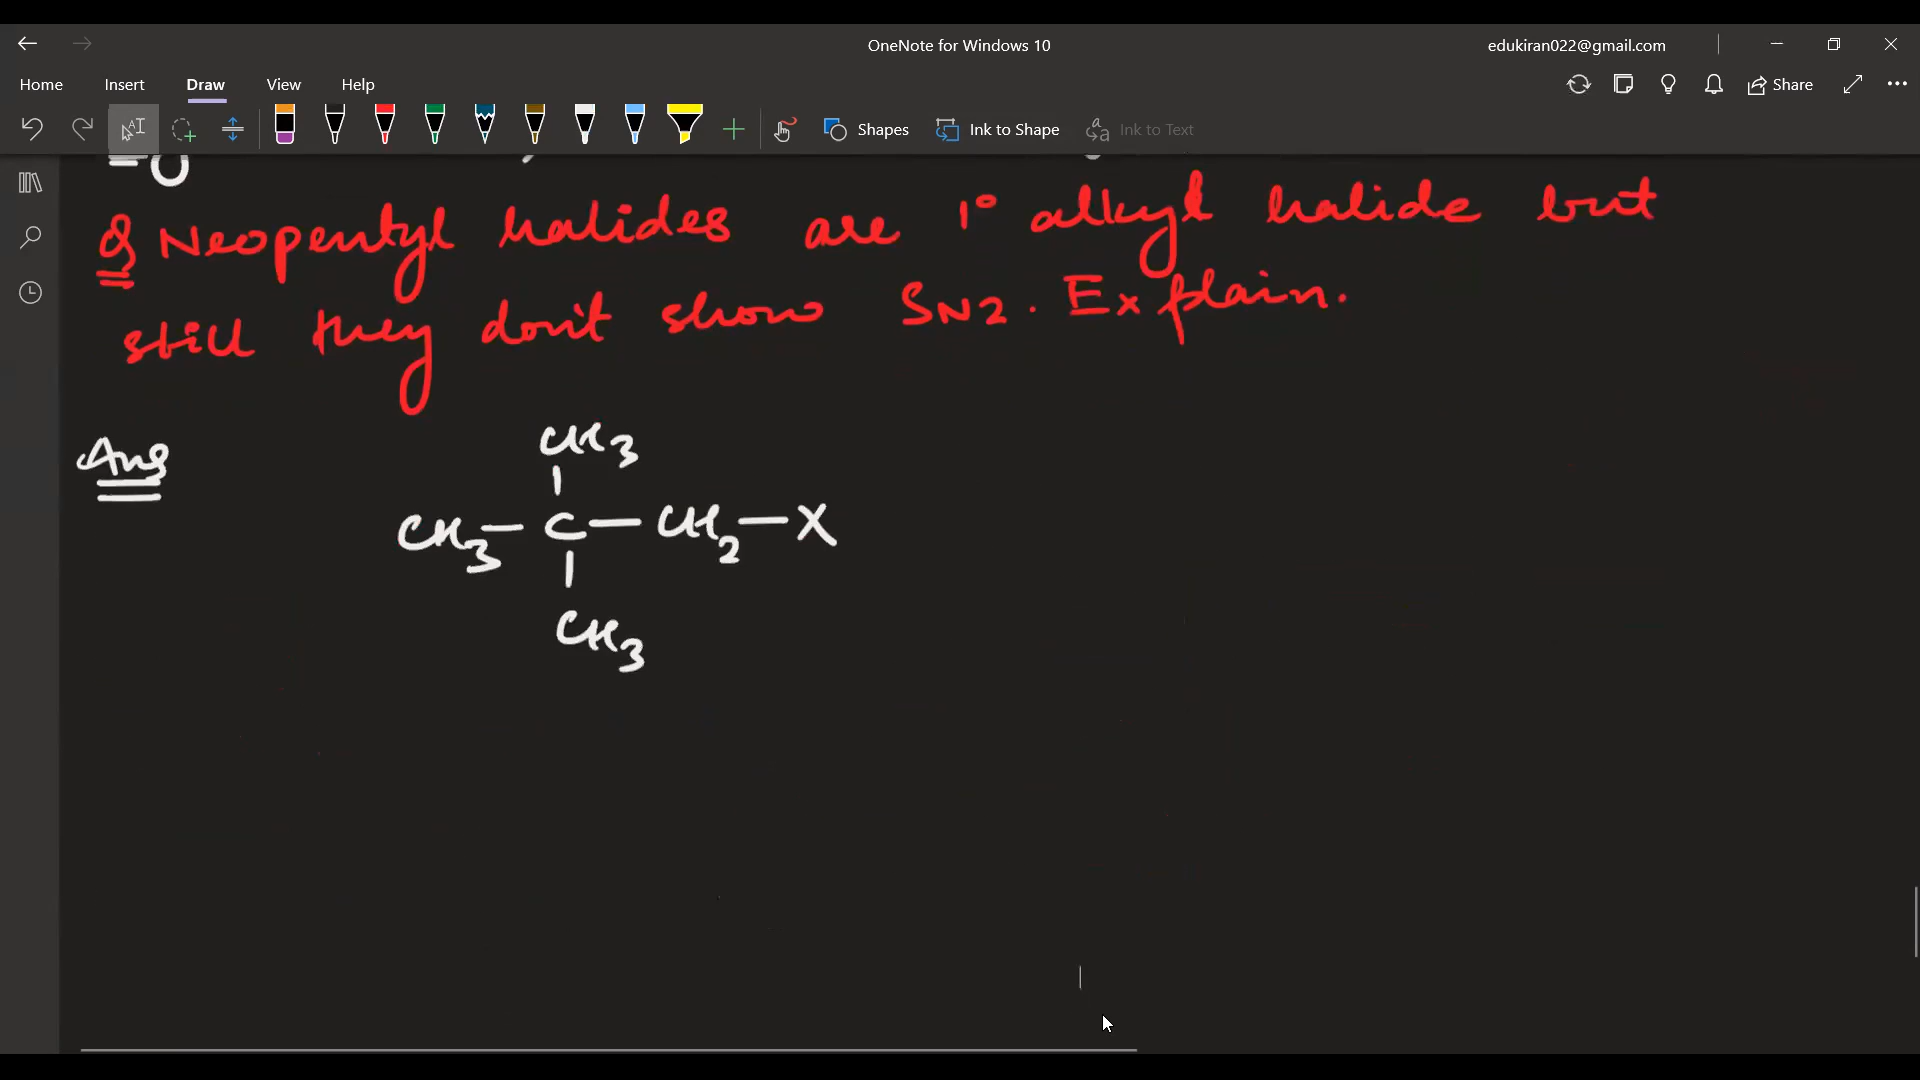 OneNote for Windows 10
edukiran022@gmail.com
Home Insert Draw View Help
Share
Shapes Ink to Shape Ink to Text
Q Neopentyl halides are 1° alkyl halide but
still they don't show SN2. Explain.
Ans
CH3
CH3 — C — CH2 — X
CH3